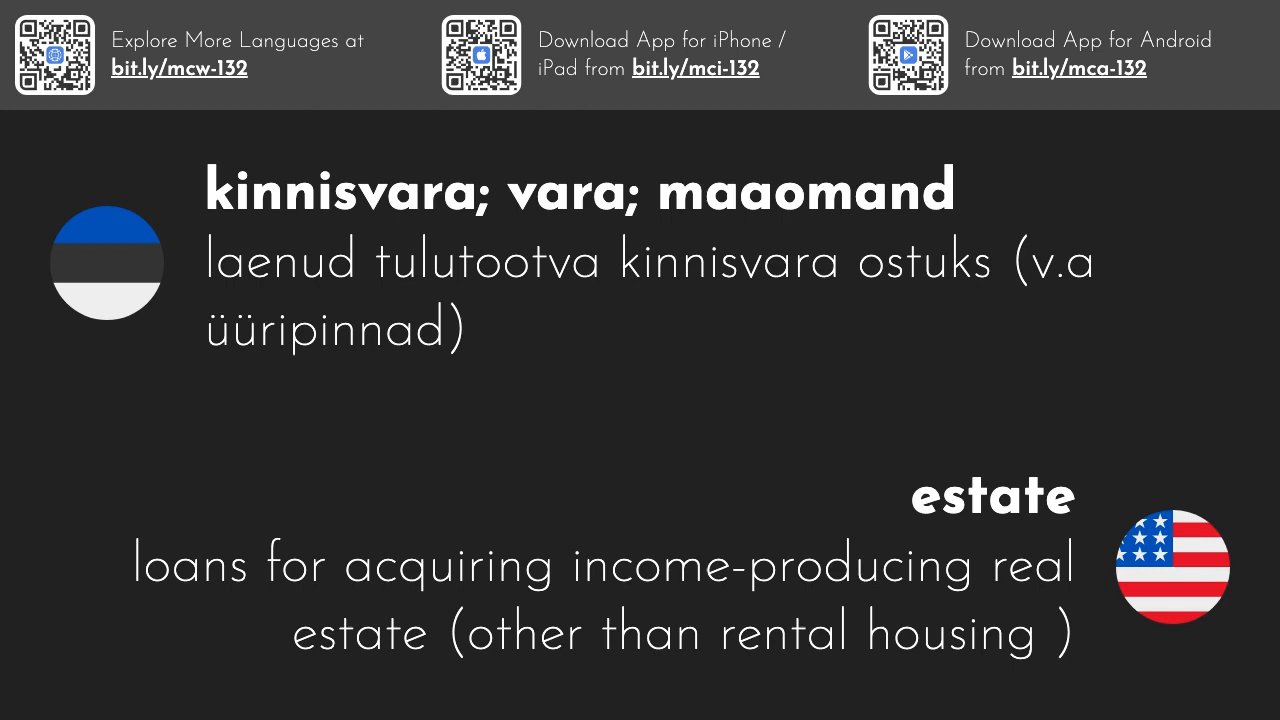 Explore More Languages at
bit.ly/mcw-132
Download App for iPhone /
iPad from bit.ly/mci-132
Download App for Android
from bit.ly/mca-132
kinnisvara; vara; maaomand
laenud tulutootva kinnisvara ostuks (v.a
üüripinnad)
estate
loans for acquiring income-producing real
estate (other than rental housing )